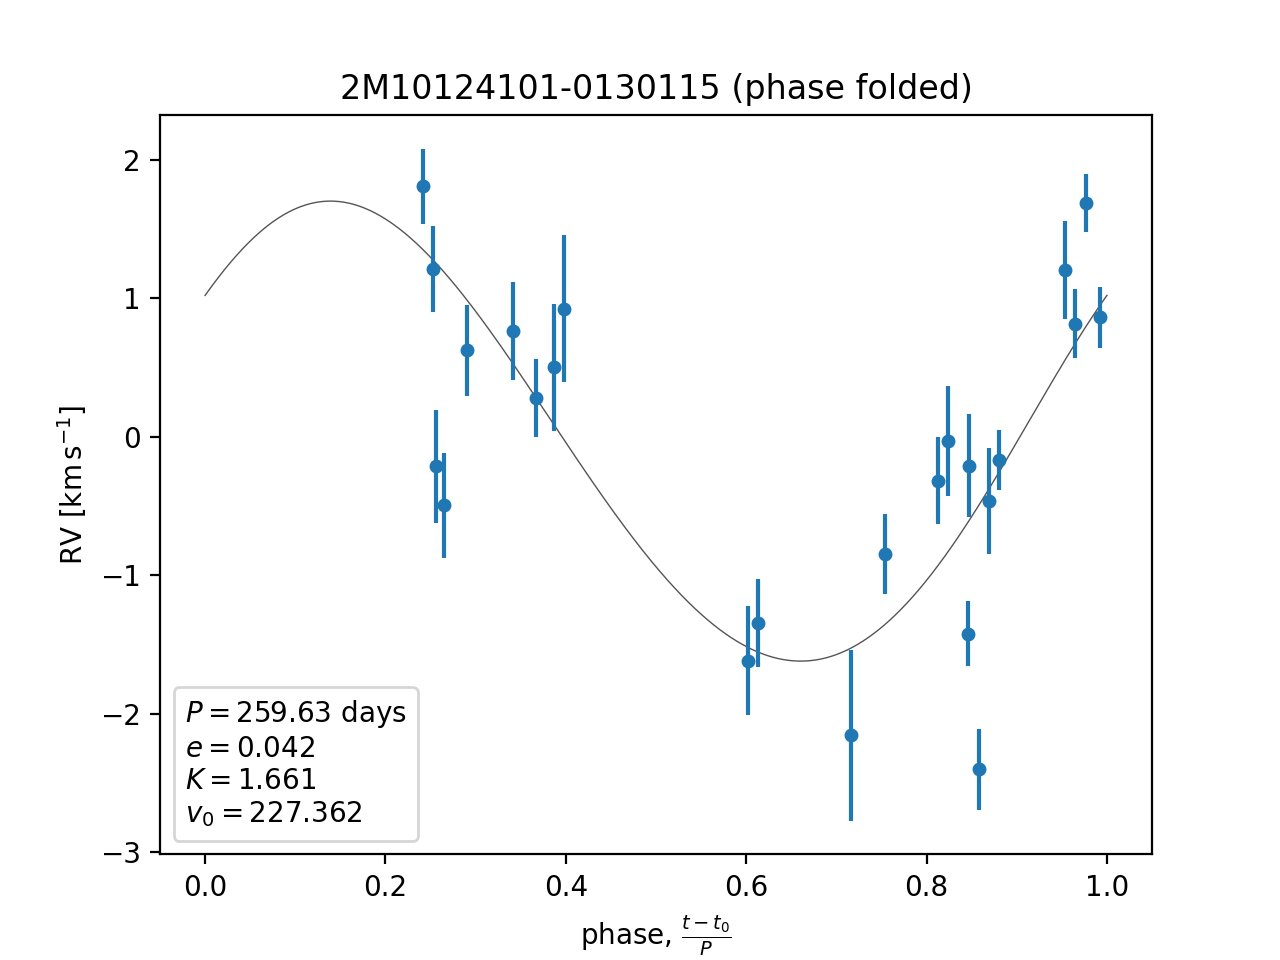 2M10124101-0130115 (phase folded)
2
1
0
−1
−2
−3
RV [km s⁻¹]
P = 259.63 days
e = 0.042
K = 1.661
v₀ = 227.362
0.0 0.2 0.4 0.6 0.8 1.0
phase, (t − t₀)/P